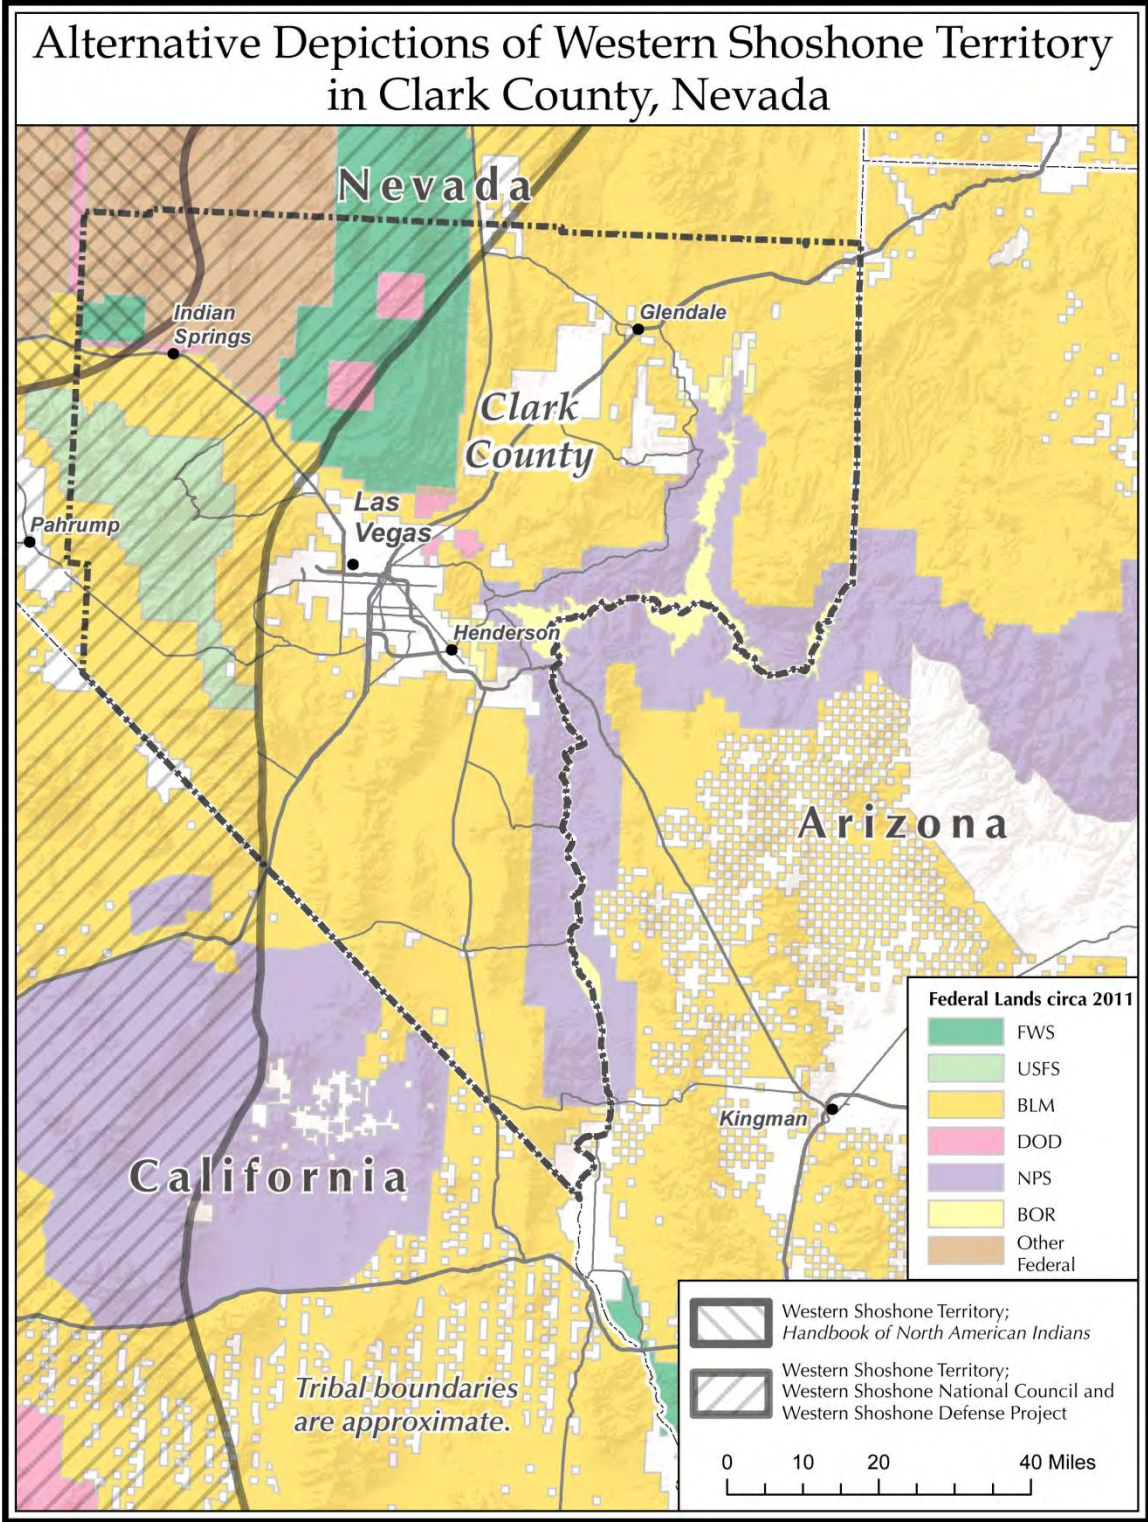 Alternative Depictions of Western Shoshone Territory
in Clark County, Nevada
Nevada
Indian
Springs
Glendale
Clark
County
Las
Vegas
Pahrump
Henderson
Arizona
Kingman
California
Tribal boundaries
are approximate.
Federal Lands circa 2011
FWS
USFS
BLM
DOD
NPS
BOR
Other
Federal
Western Shoshone Territory;
Handbook of North American Indians
Western Shoshone Territory;
Western Shoshone National Council and
Western Shoshone Defense Project
0 10 20 40 Miles